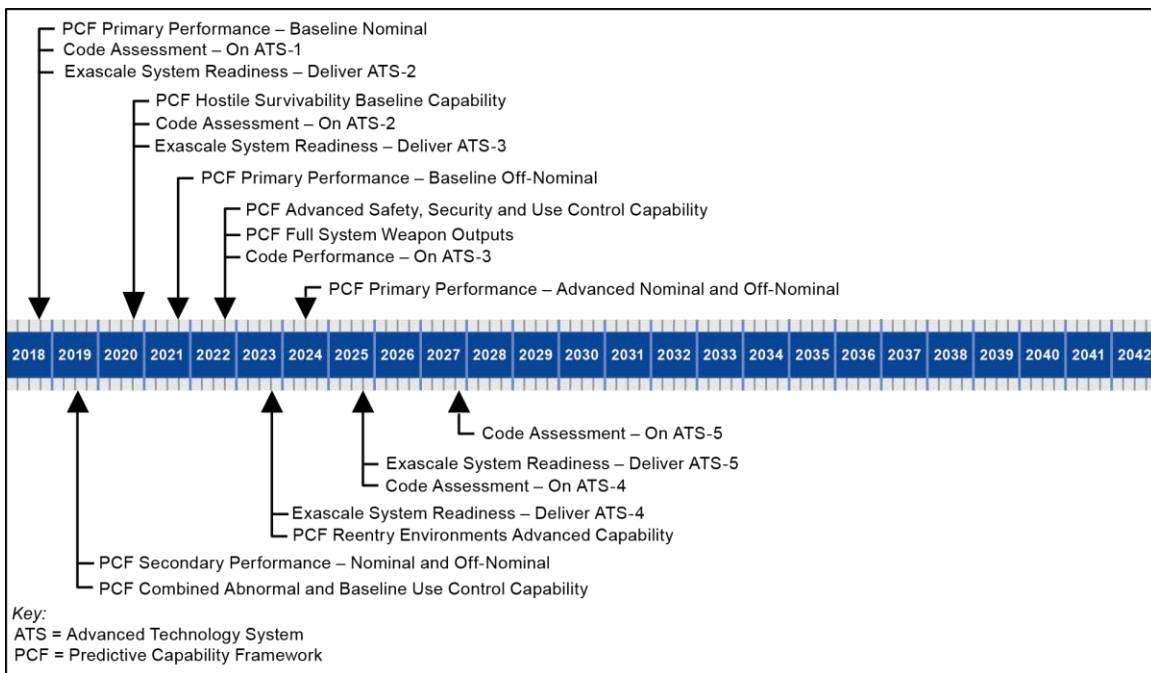 PCF Primary Performance – Baseline Nominal
Code Assessment – On ATS-1
Exascale System Readiness – Deliver ATS-2
PCF Hostile Survivability Baseline Capability
Code Assessment – On ATS-2
Exascale System Readiness – Deliver ATS-3
PCF Primary Performance – Baseline Off-Nominal
PCF Advanced Safety, Security and Use Control Capability
PCF Full System Weapon Outputs
Code Performance – On ATS-3
PCF Primary Performance – Advanced Nominal and Off-Nominal
2018 2019 2020 2021 2022 2023 2024 2025 2026 2027 2028 2029 2030 2031 2032 2033 2034 2035 2036 2037 2038 2039 2040 2041 2042
Code Assessment – On ATS-5
Exascale System Readiness – Deliver ATS-5
Code Assessment – On ATS-4
Exascale System Readiness – Deliver ATS-4
PCF Reentry Environments Advanced Capability
PCF Secondary Performance – Nominal and Off-Nominal
PCF Combined Abnormal and Baseline Use Control Capability
Key:
ATS = Advanced Technology System
PCF = Predictive Capability Framework